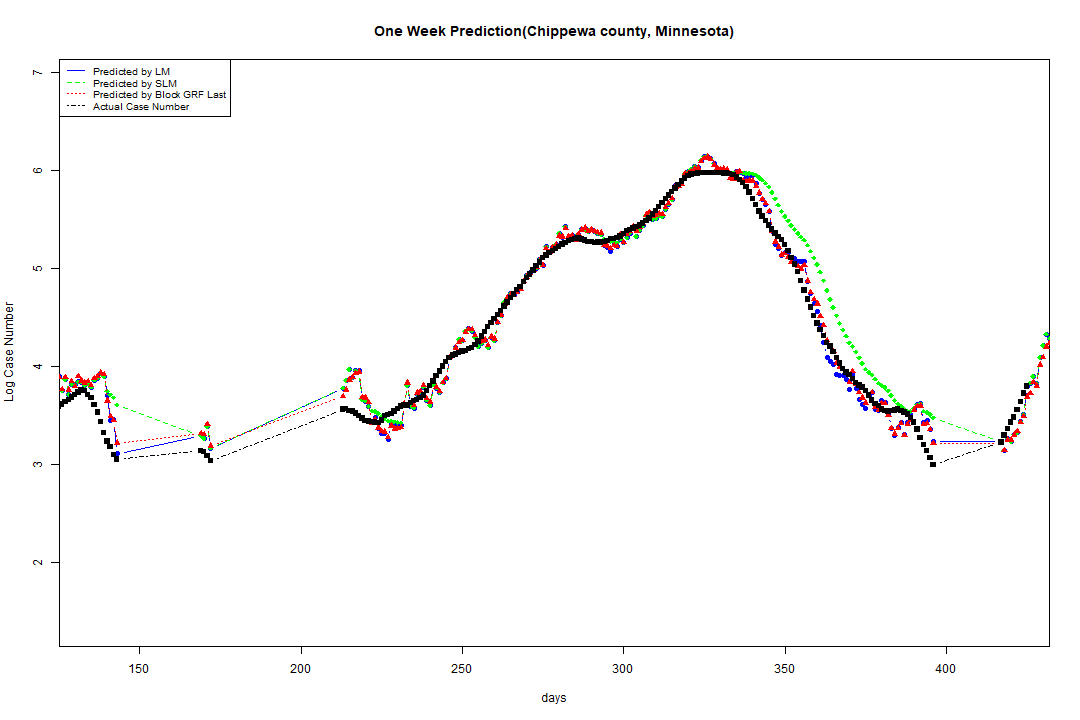 One Week Prediction(Chippewa county, Minnesota)
Predicted by LM
Predicted by SLM
Predicted by Block GRF Last
Actual Case Number
7
6
5
4
3
2
Log Case Number
150 200 250 300 350 400
days